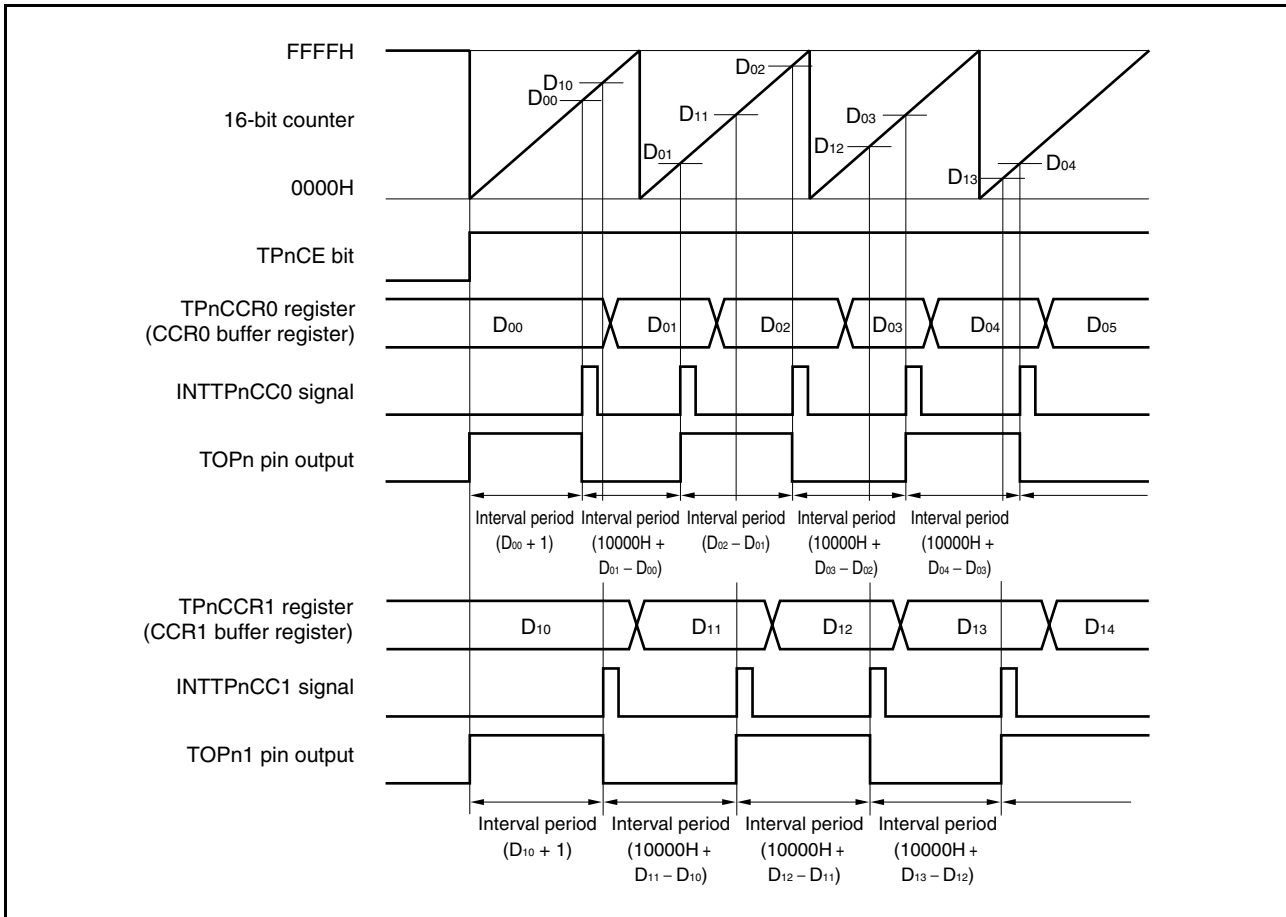 FFFFH
D10
D00
D02
16-bit counter
D11
D03
D12
D01
D04
D13
0000H
TPnCE bit
TPnCCR0 register
(CCR0 buffer register)
D00
D01
D02
D03
D04
D05
INTTPnCC0 signal
TOPn pin output
Interval period
(D00 + 1)
Interval period
(10000H +
D01 – D00)
Interval period
(D02 – D01)
Interval period
(10000H +
D03 – D02)
Interval period
(10000H +
D04 – D03)
TPnCCR1 register
(CCR1 buffer register)
D10
D11
D12
D13
D14
INTTPnCC1 signal
TOPn1 pin output
Interval period
(D10 + 1)
Interval period
(10000H +
D11 – D10)
Interval period
(10000H +
D12 – D11)
Interval period
(10000H +
D13 – D12)